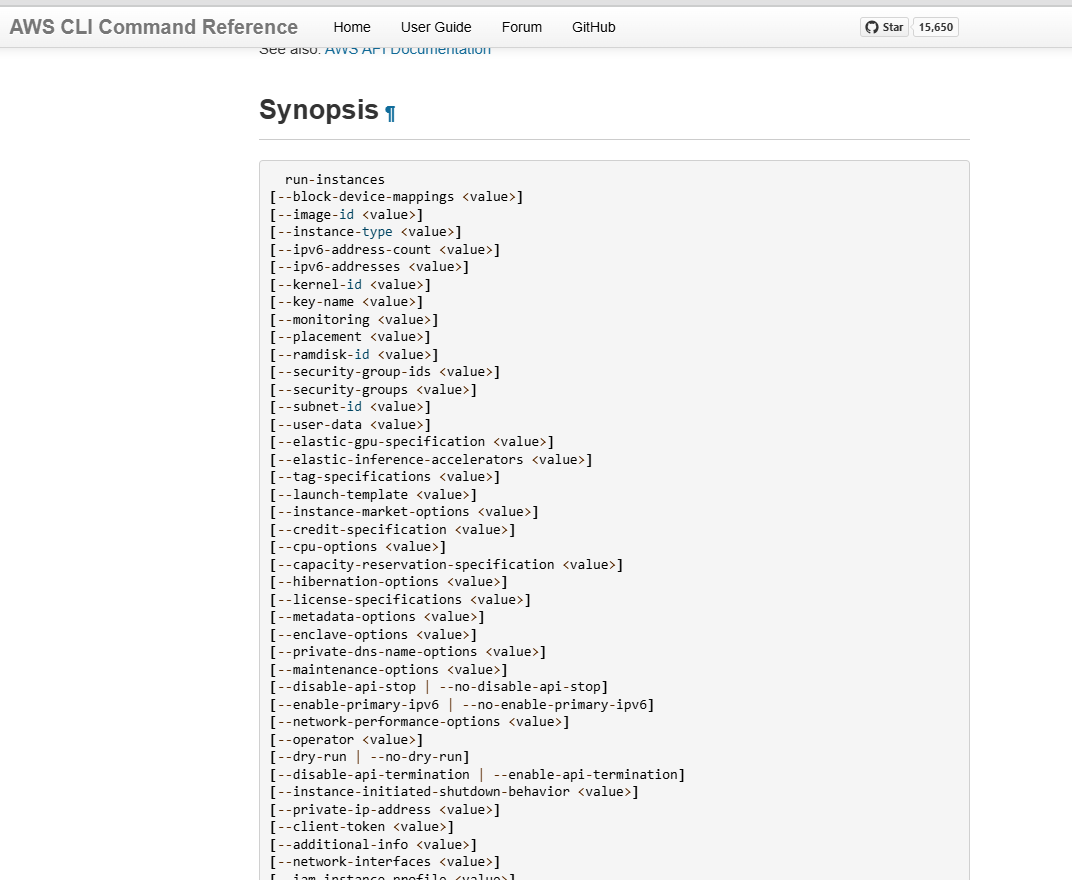 AWS CLI Command Reference Home User Guide Forum GitHub Star 15,650
See also: AWS API Documentation
Synopsis ¶
run-instances
[--block-device-mappings <value>]
[--image-id <value>]
[--instance-type <value>]
[--ipv6-address-count <value>]
[--ipv6-addresses <value>]
[--kernel-id <value>]
[--key-name <value>]
[--monitoring <value>]
[--placement <value>]
[--ramdisk-id <value>]
[--security-group-ids <value>]
[--security-groups <value>]
[--subnet-id <value>]
[--user-data <value>]
[--elastic-gpu-specification <value>]
[--elastic-inference-accelerators <value>]
[--tag-specifications <value>]
[--launch-template <value>]
[--instance-market-options <value>]
[--credit-specification <value>]
[--cpu-options <value>]
[--capacity-reservation-specification <value>]
[--hibernation-options <value>]
[--license-specifications <value>]
[--metadata-options <value>]
[--enclave-options <value>]
[--private-dns-name-options <value>]
[--maintenance-options <value>]
[--disable-api-stop | --no-disable-api-stop]
[--enable-primary-ipv6 | --no-enable-primary-ipv6]
[--network-performance-options <value>]
[--operator <value>]
[--dry-run | --no-dry-run]
[--disable-api-termination | --enable-api-termination]
[--instance-initiated-shutdown-behavior <value>]
[--private-ip-address <value>]
[--client-token <value>]
[--additional-info <value>]
[--network-interfaces <value>]
[--iam-instance-profile <value>]